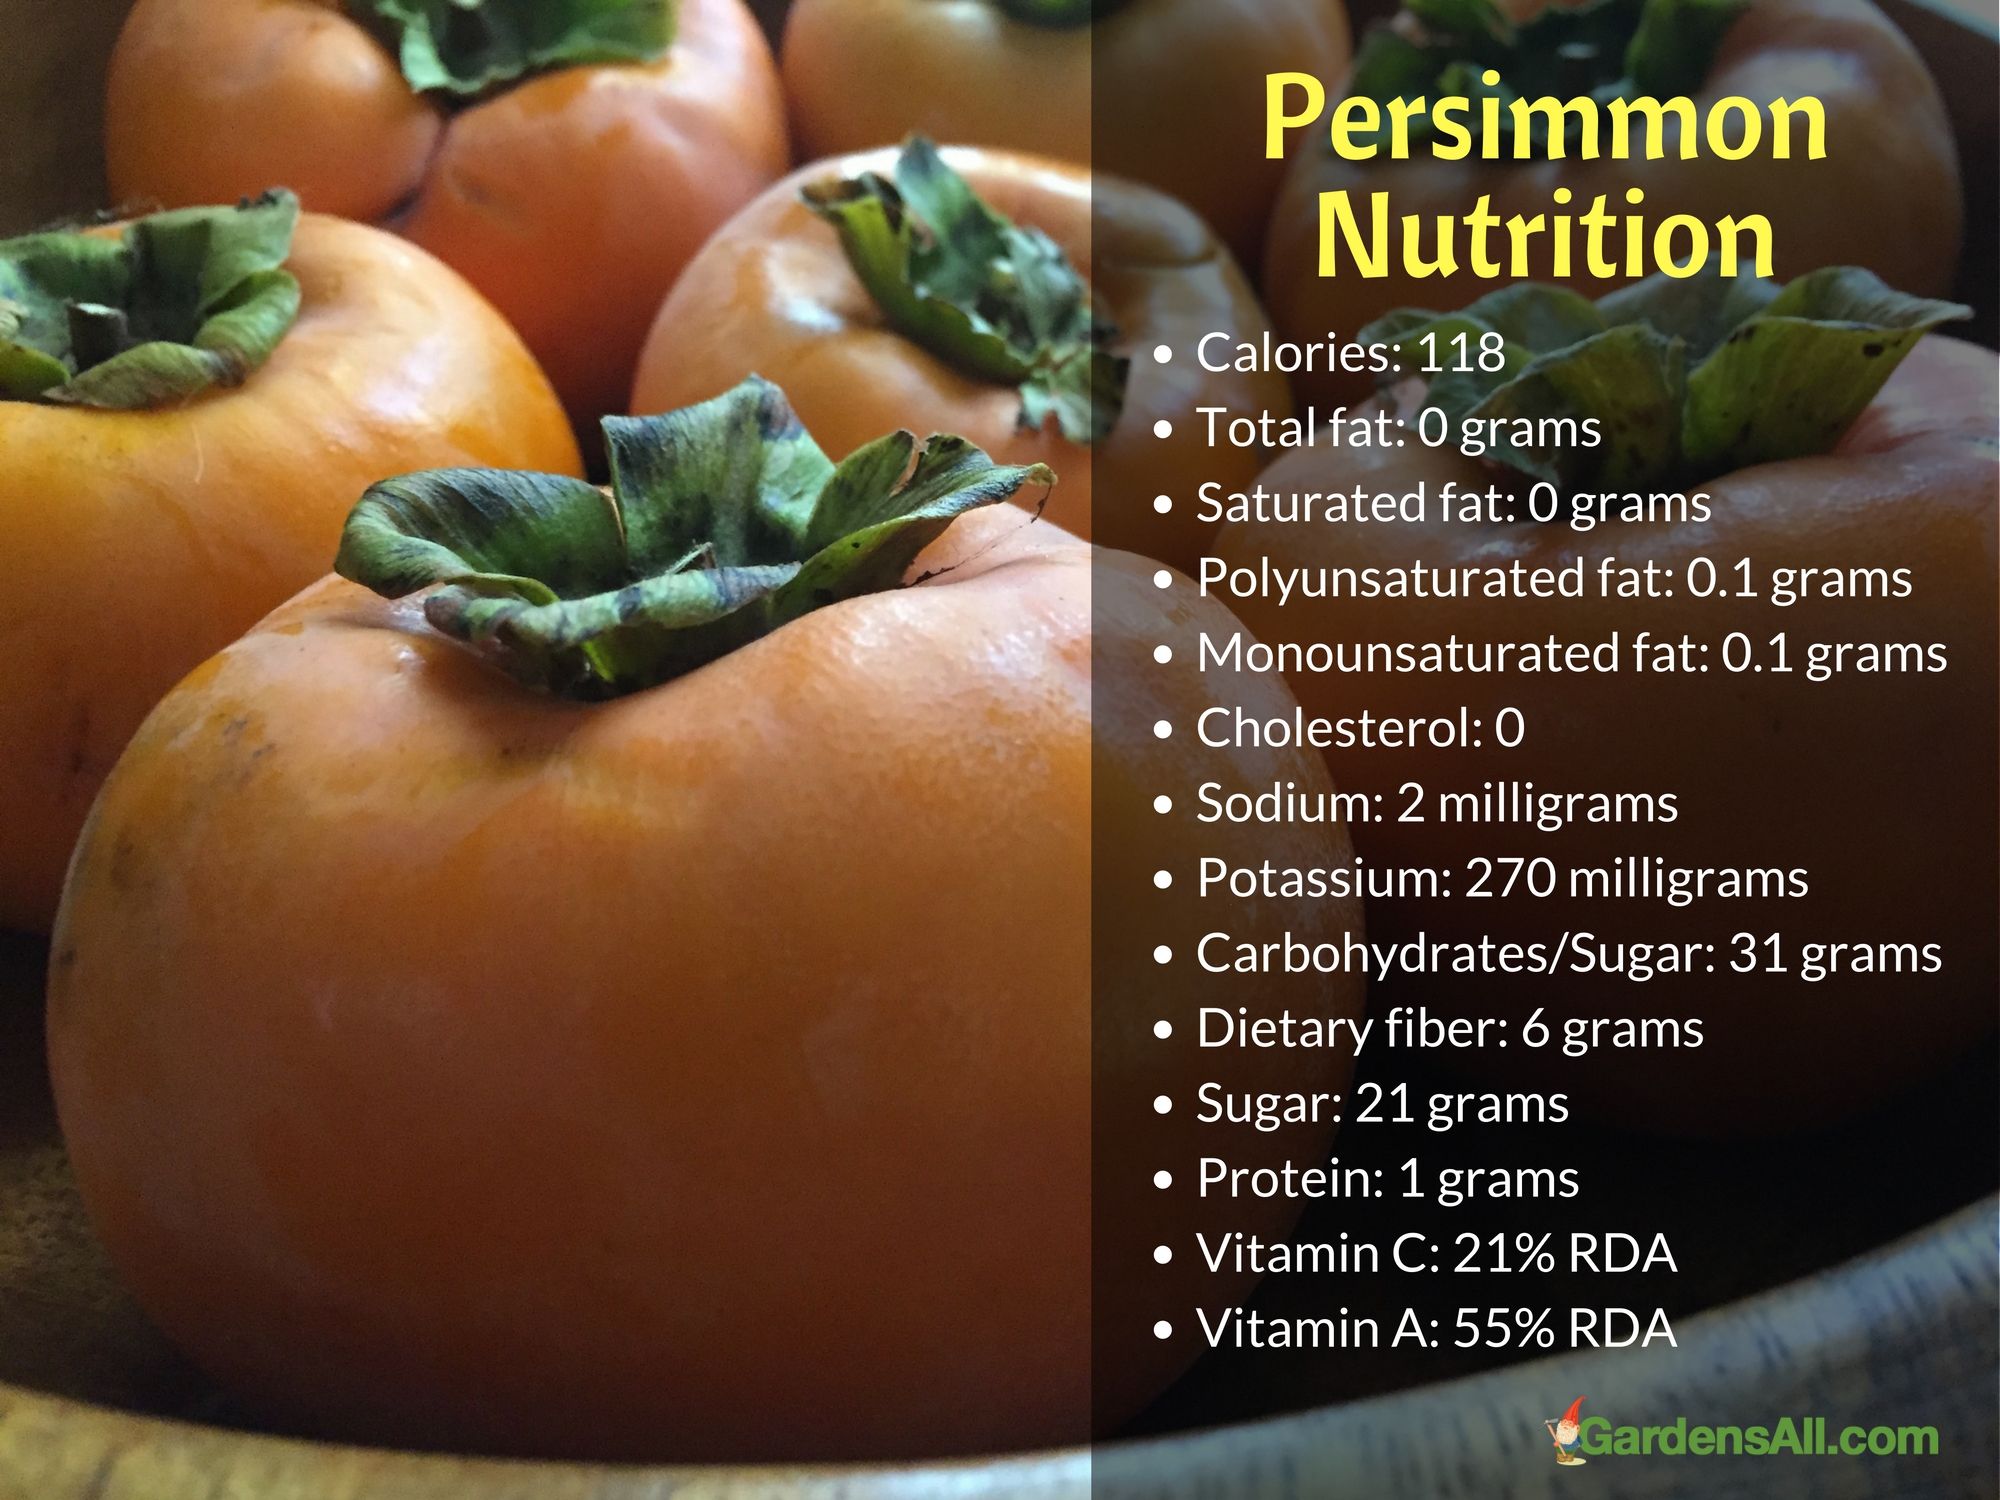 Persimmon
Nutrition
• Calories: 118
• Total fat: 0 grams
• Saturated fat: 0 grams
• Polyunsaturated fat: 0.1 grams
• Monounsaturated fat: 0.1 grams
• Cholesterol: 0
• Sodium: 2 milligrams
• Potassium: 270 milligrams
• Carbohydrates/Sugar: 31 grams
• Dietary fiber: 6 grams
• Sugar: 21 grams
• Protein: 1 grams
• Vitamin C: 21% RDA
• Vitamin A: 55% RDA
GardensAll.com